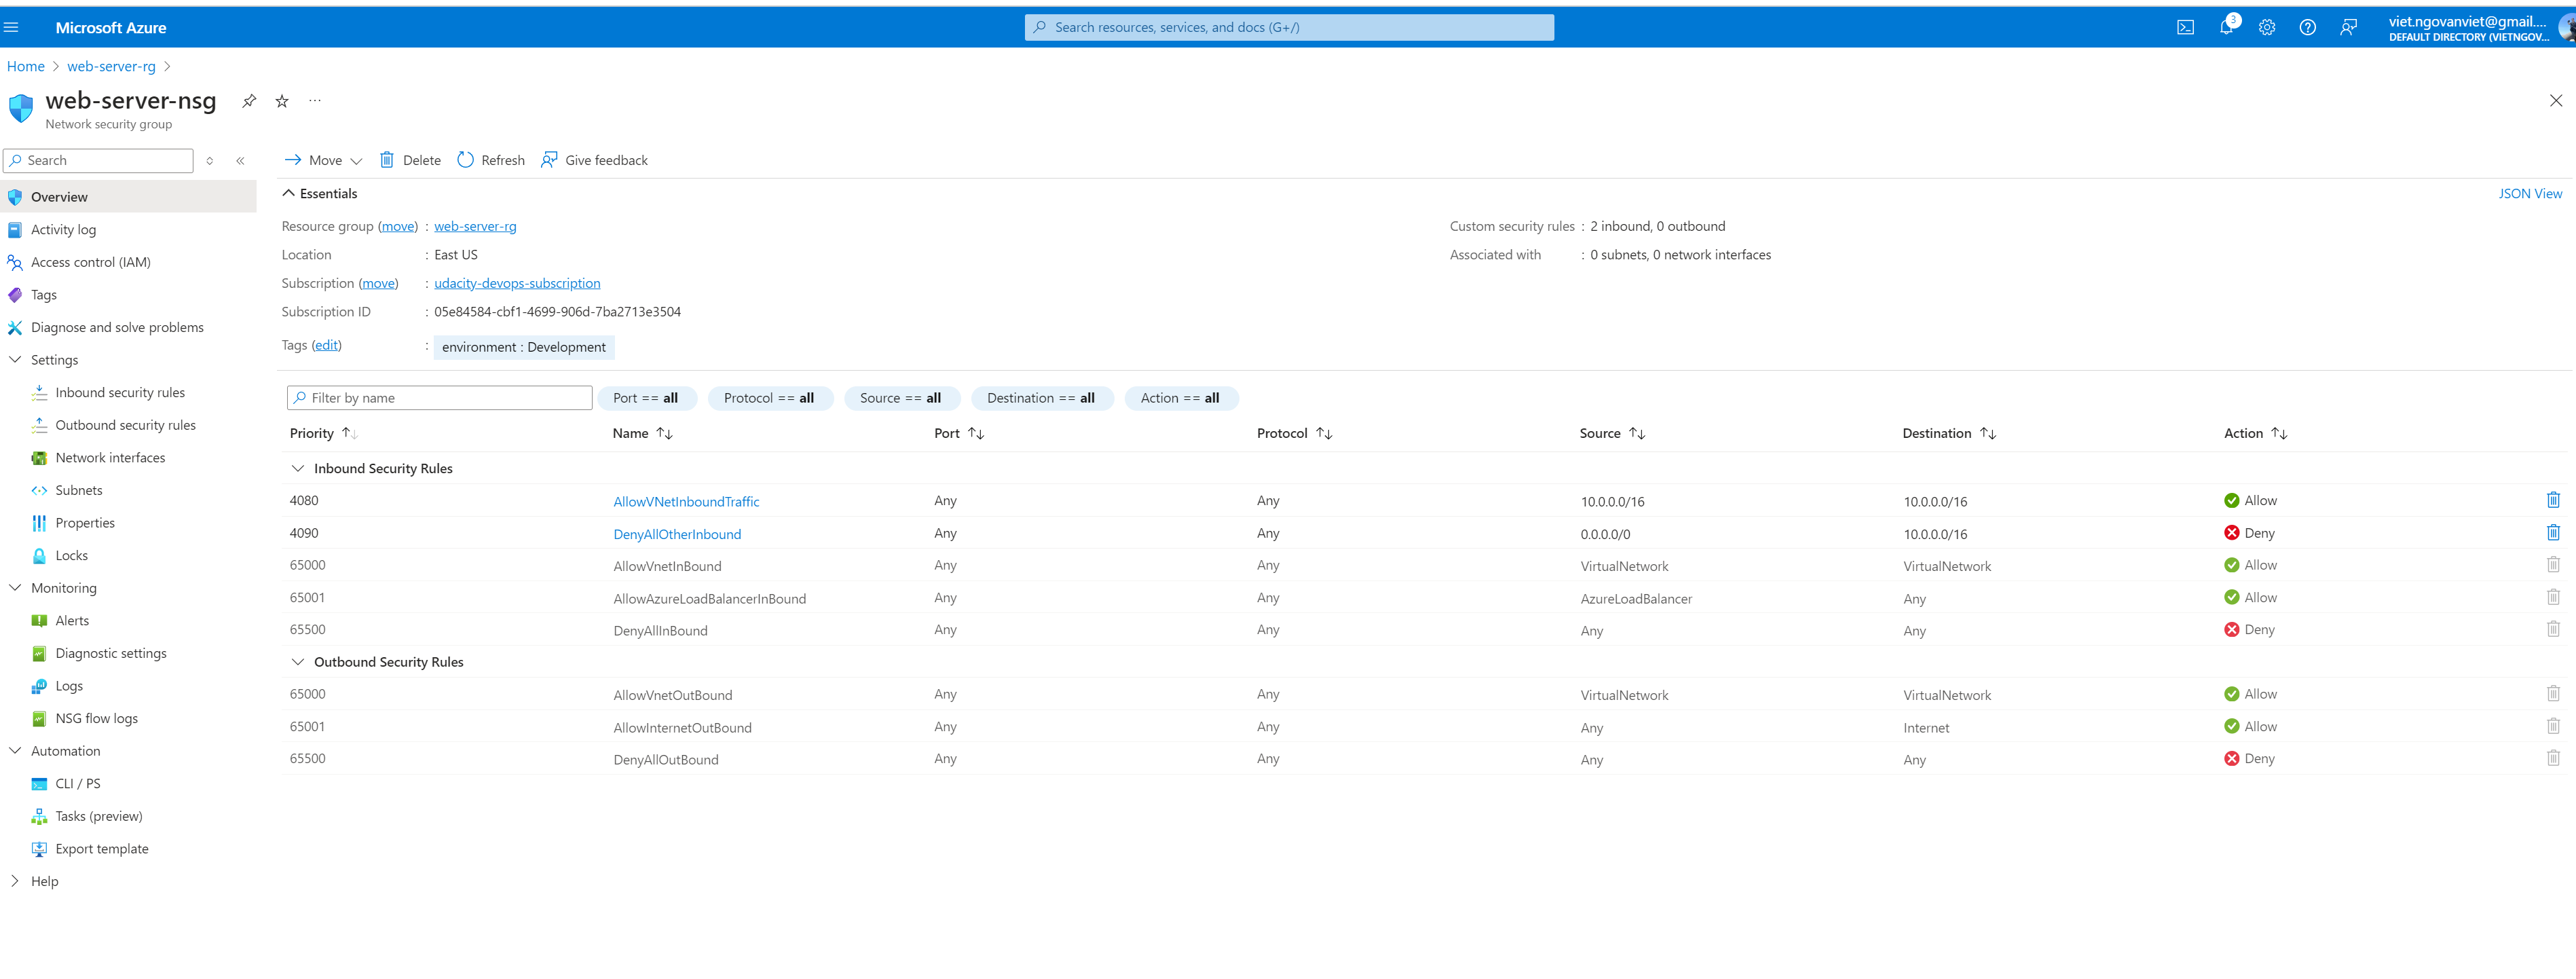 Microsoft Azure
Search resources, services, and docs (G+/)
3
viet.ngovanviet@gmail....
DEFAULT DIRECTORY (VIETNGOV...
Home > web-server-rg >
web-server-nsg
Network security group
Search
Overview
Activity log
Access control (IAM)
Tags
Diagnose and solve problems
Settings
Inbound security rules
Outbound security rules
Network interfaces
Subnets
Properties
Locks
Monitoring
Alerts
Diagnostic settings
Logs
NSG flow logs
Automation
CLI / PS
Tasks (preview)
Export template
Help
Move Delete Refresh Give feedback
Essentials
JSON View
Resource group (move) : web-server-rg
Location : East US
Subscription (move) : udacity-devops-subscription
Subscription ID : 05e84584-cbf1-4699-906d-7ba2713e3504
Tags (edit) : environment : Development
Custom security rules : 2 inbound, 0 outbound
Associated with : 0 subnets, 0 network interfaces
Filter by name Port == all Protocol == all Source == all Destination == all Action == all
Priority Name Port Protocol Source Destination Action
Inbound Security Rules
4080 AllowVNetInboundTraffic Any Any 10.0.0.0/16 10.0.0.0/16 Allow
4090 DenyAllOtherInbound Any Any 0.0.0.0/0 10.0.0.0/16 Deny
65000 AllowVnetInBound Any Any VirtualNetwork VirtualNetwork Allow
65001 AllowAzureLoadBalancerInBound Any Any AzureLoadBalancer Any Allow
65500 DenyAllInBound Any Any Any Any Deny
Outbound Security Rules
65000 AllowVnetOutBound Any Any VirtualNetwork VirtualNetwork Allow
65001 AllowInternetOutBound Any Any Any Internet Allow
65500 DenyAllOutBound Any Any Any Any Deny